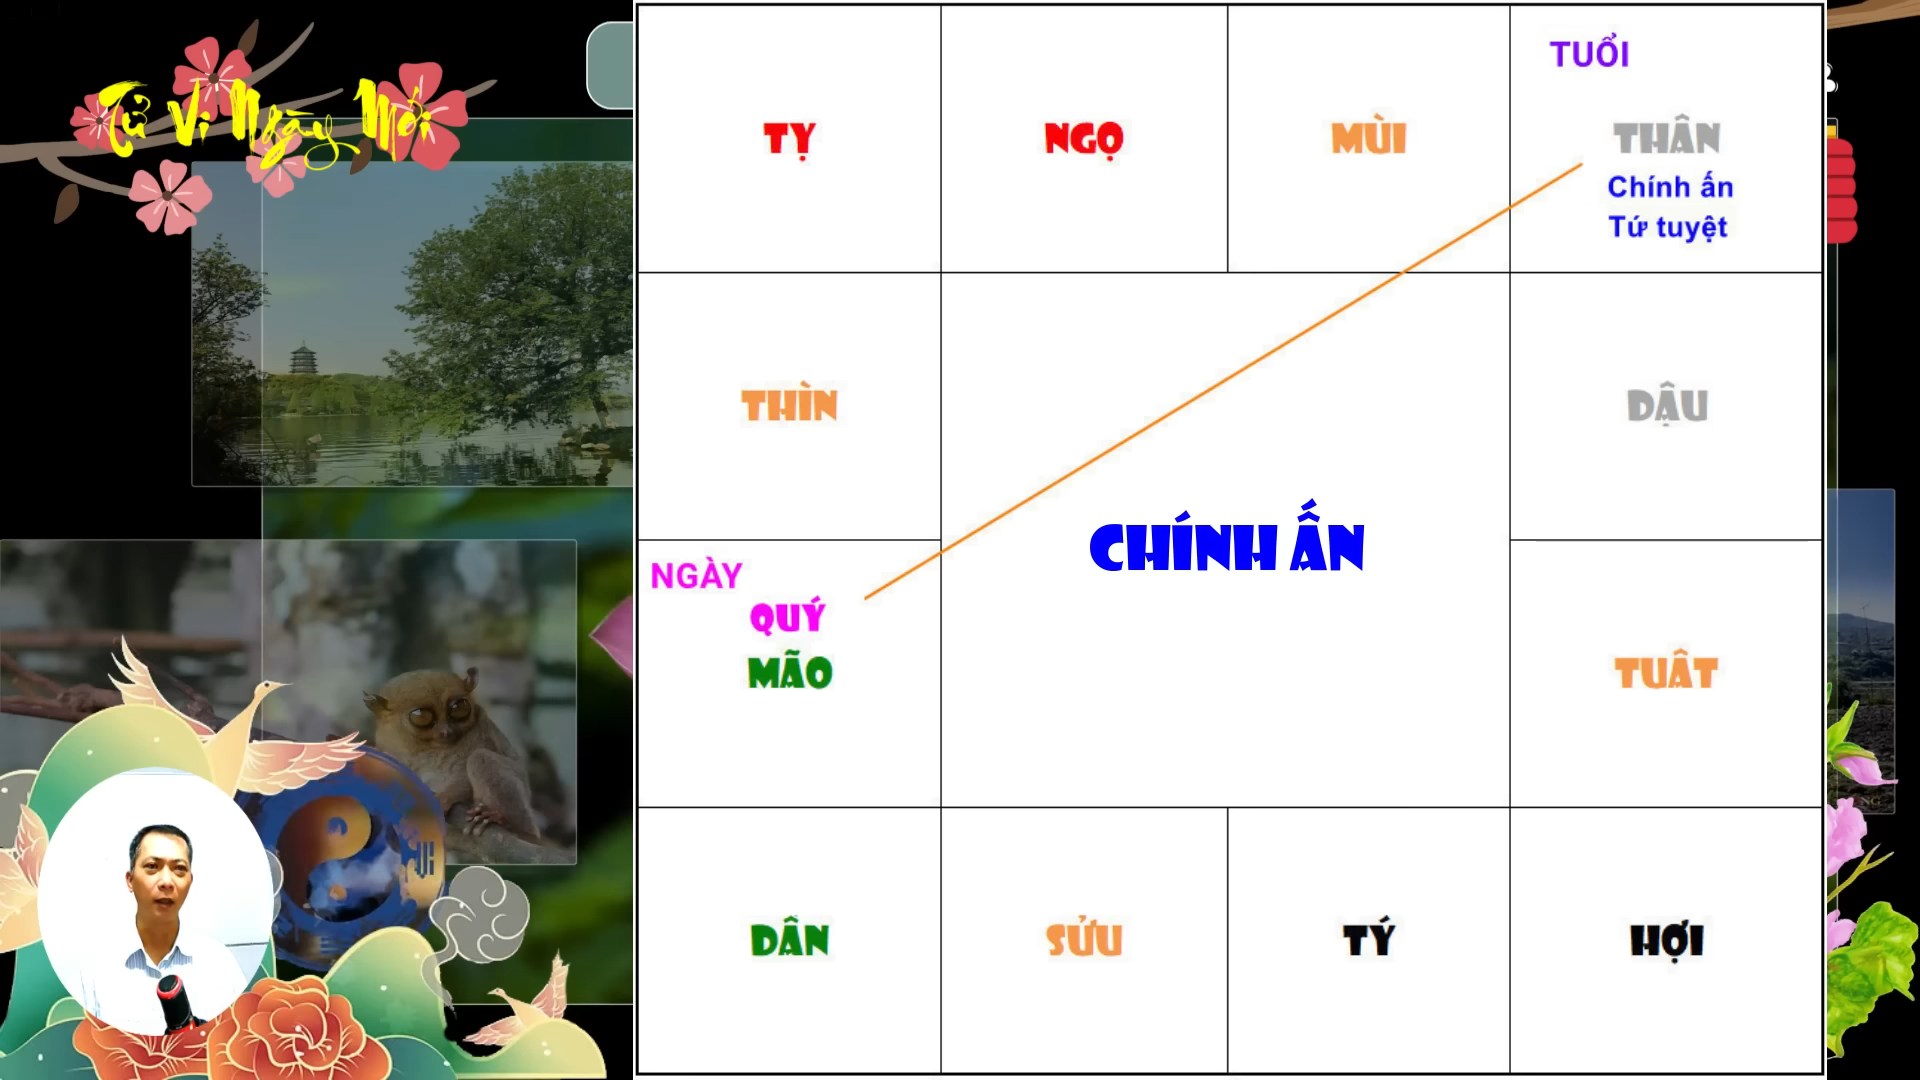 Tử Vi Ngày Mới
TUỔI
TỴ
NGỌ
MÙI
THÂN
Chính ấn
Tứ tuyệt
THÌN
DẬU
CHÍNH ẤN
NGÀY
QUÝ
MÃO
TUẤT
DẦN
SỬU
TÝ
HỢI